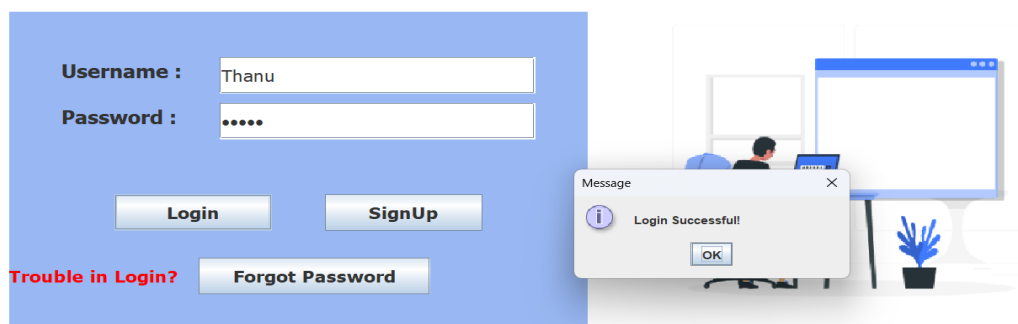 Username :
Thanu
Password :
•••••
Login
SignUp
Trouble in Login?
Forgot Password
Message
Login Successful!
OK